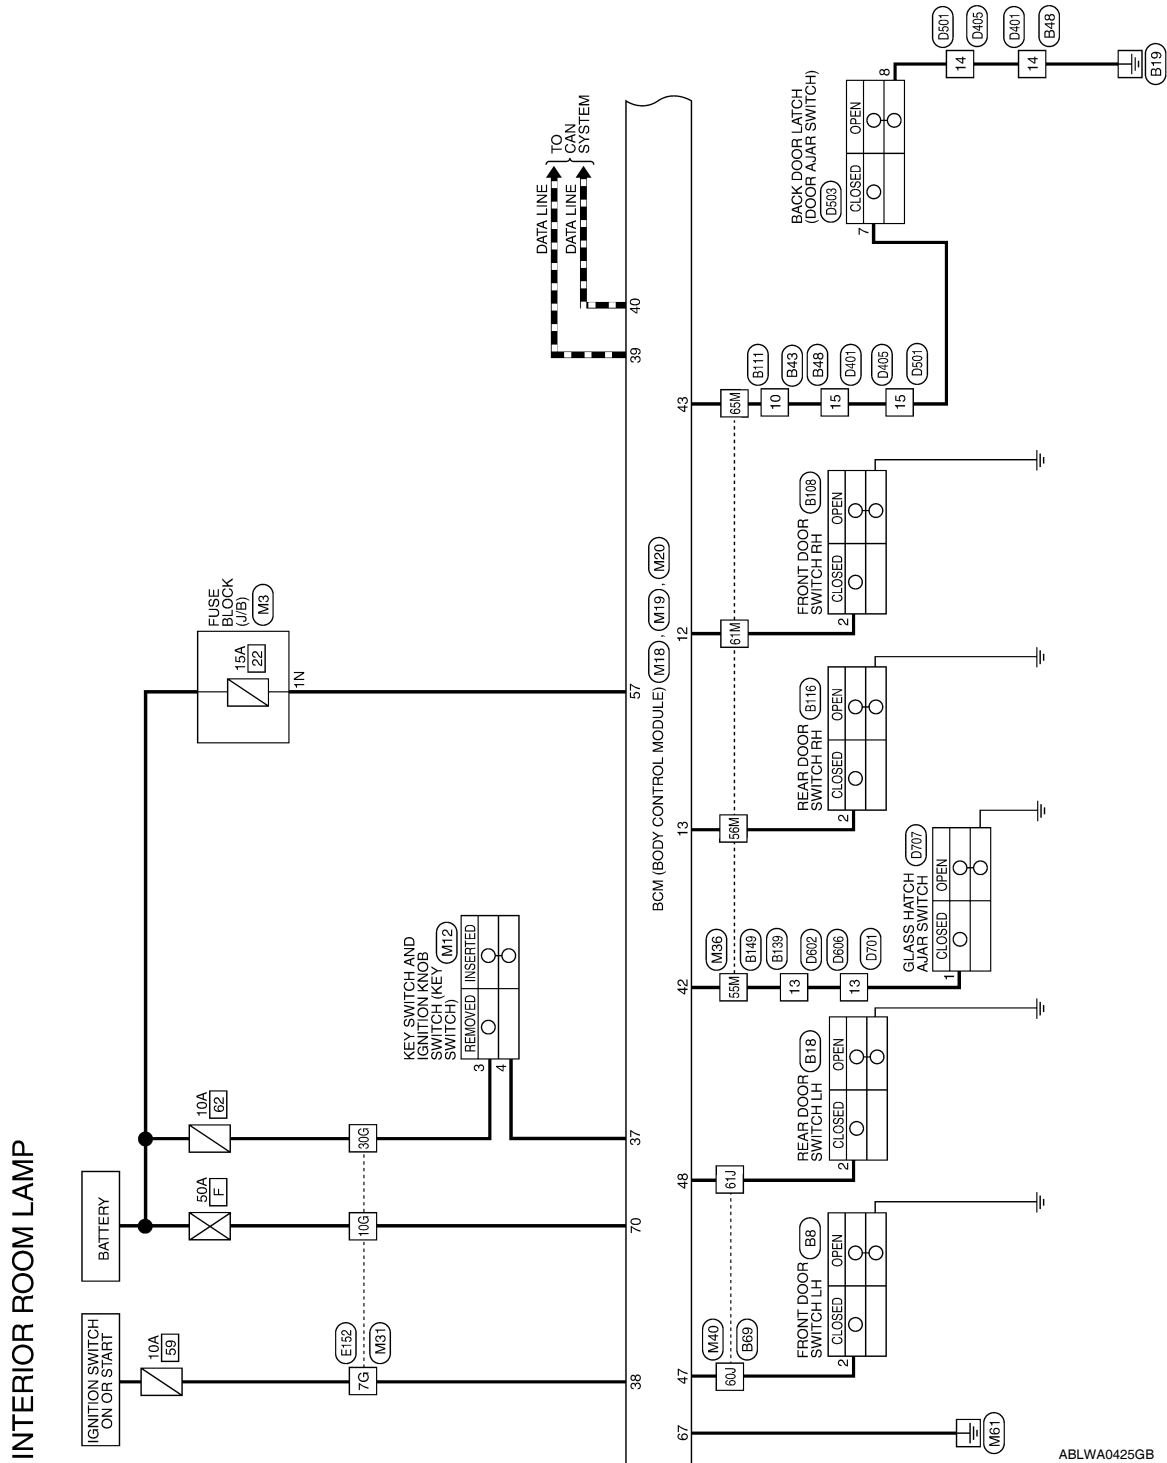 INTERIOR ROOM LAMP
IGNITION SWITCH
ON OR START
BATTERY
10A
59
50A
F
10A
62
15A
22
FUSE
BLOCK
(J/B)
M3
1N
7G
E152
M31
10G
30G
KEY SWITCH AND
IGNITION KNOB
SWITCH (KEY
SWITCH)
M12
REMOVED
INSERTED
3
4
DATA LINE
DATA LINE
TO
CAN
SYSTEM
38
70
37
57
39
40
BCM (BODY CONTROL MODULE)
M18
,
M19
,
M20
67
47
48
42
13
12
43
M61
60J
M40
B69
61J
55M
M36
B149
B139
13
D602
D606
13
D701
56M
61M
65M
B111
10
B43
B48
15
D401
D405
15
D501
FRONT DOOR
SWITCH LH
B8
CLOSED
OPEN
2
REAR DOOR
SWITCH LH
B18
CLOSED
OPEN
2
GLASS HATCH
AJAR SWITCH
D707
CLOSED
OPEN
1
REAR DOOR
SWITCH RH
B116
CLOSED
OPEN
2
FRONT DOOR
SWITCH RH
B108
CLOSED
OPEN
2
BACK DOOR LATCH
(DOOR AJAR SWITCH)
D503
CLOSED
OPEN
7
8
D501
14
D405
D401
14
B48
B19
ABLWA0425GB